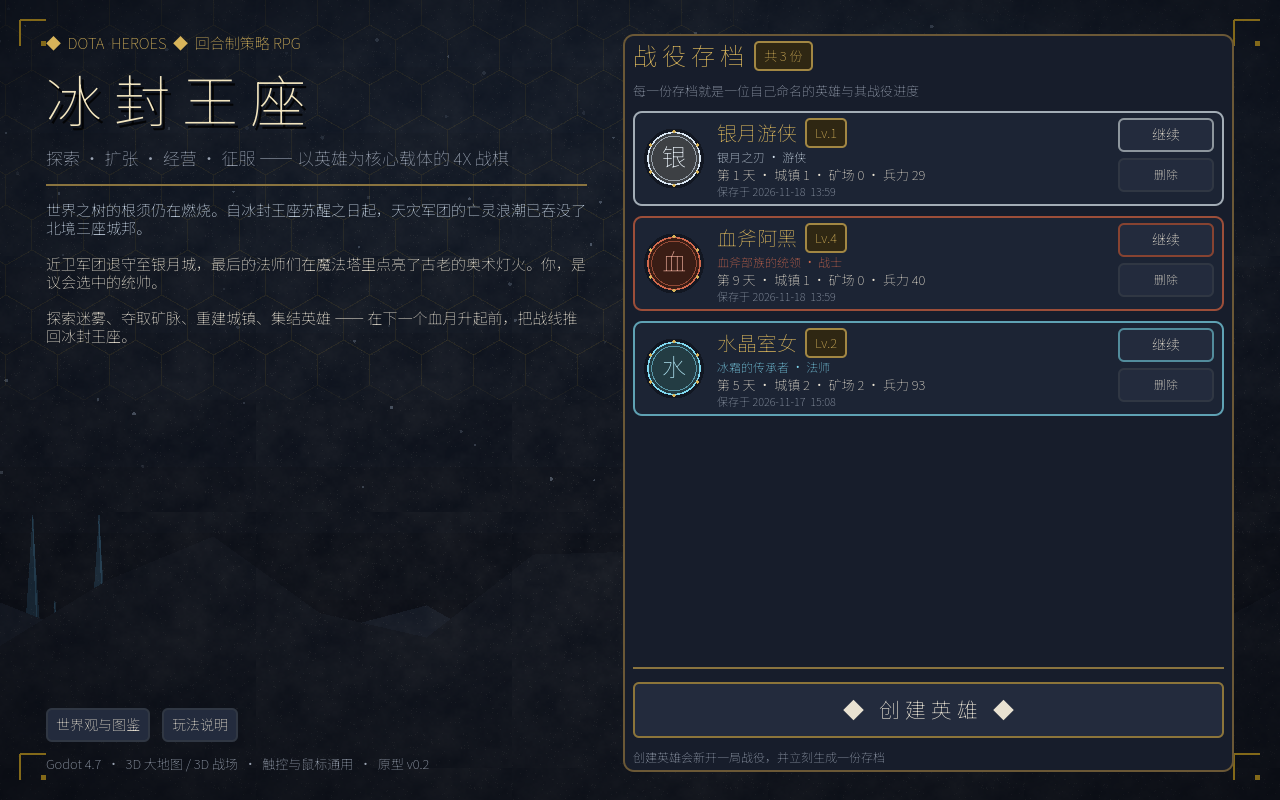 ◆ DOTA HEROES ◆ 回合制策略 RPG
冰封王座
探索 · 扩张 · 经营 · 征服 —— 以英雄为核心载体的 4X 战棋
世界之树的根须仍在燃烧。自冰封王座苏醒之日起，天灾军团的亡灵浪潮已吞没了
北境三座城邦。
近卫军团退守至银月城，最后的法师们在魔法塔里点亮了古老的奥术灯火。你，是
议会选中的统帅。
探索迷雾、夺取矿脉、重建城镇、集结英雄 —— 在下一个血月升起前，把战线推
回冰封王座。
世界观与图鉴
玩法说明
Godot 4.7 · 3D 大地图 / 3D 战场 · 触控与鼠标通用 · 原型 v0.2
战役存档
共 3 份
每一份存档就是一位自己命名的英雄与其战役进度
银
银月游侠
Lv.1
银月之刃 · 游侠
第 1 天 · 城镇 1 · 矿场 0 · 兵力 29
保存于 2026-11-18 13:59
继续
删除
血
血斧阿黑
Lv.4
血斧部族的统领 · 战士
第 9 天 · 城镇 1 · 矿场 0 · 兵力 40
保存于 2026-11-18 13:59
继续
删除
水
水晶室女
Lv.2
冰霜的传承者 · 法师
第 5 天 · 城镇 2 · 矿场 2 · 兵力 93
保存于 2026-11-17 15:08
继续
删除
◆ 创建英雄 ◆
创建英雄会新开一局战役，并立刻生成一份存档